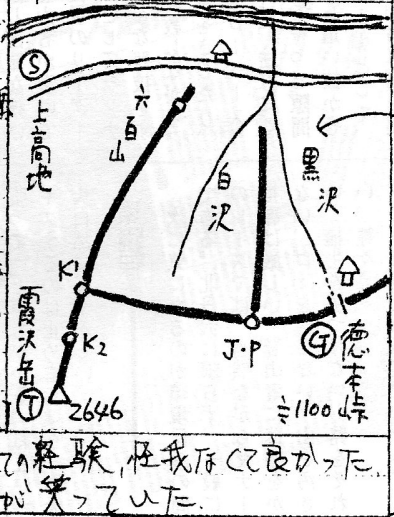 S
上高地
六百山
白沢
黒沢
K1
K2
霞沢岳
T
2646
J.P
G
徳本峠
≒1100
ての経験,怪我なくて良かった.
が笑っていた.